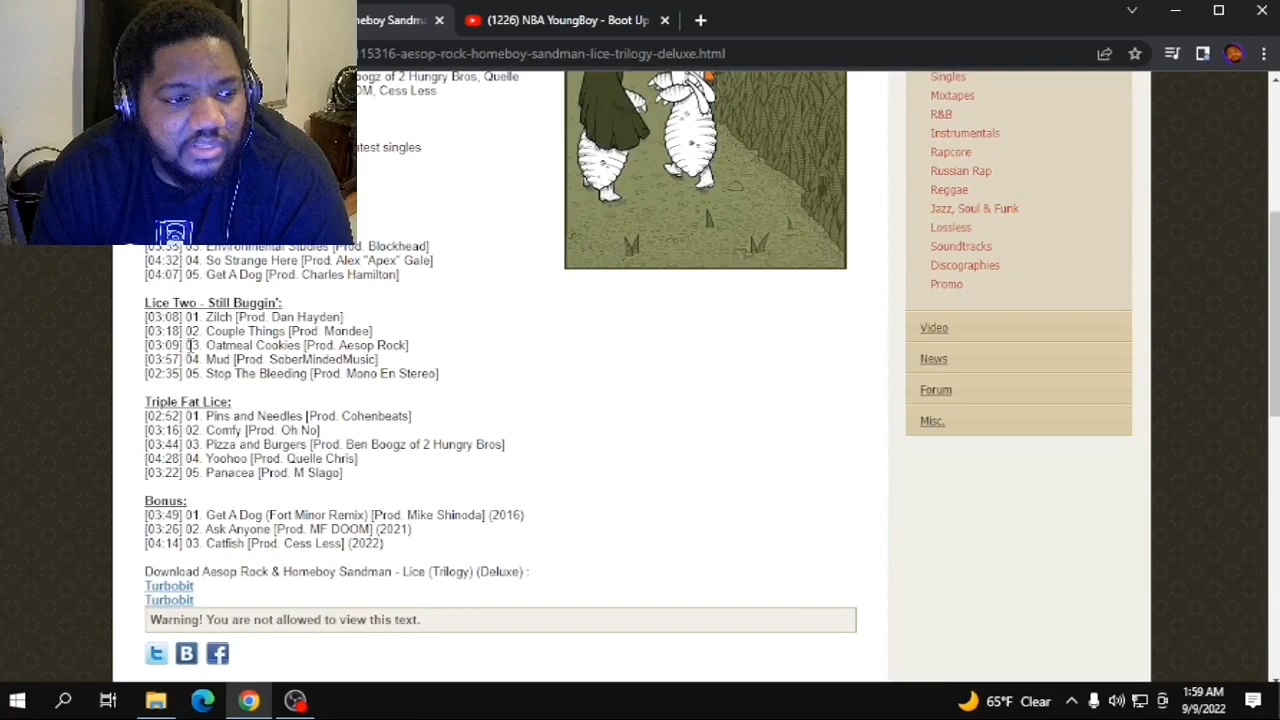 eboy Sandm
(1226) NBA YoungBoy - Boot Up
15316-aesop-rock-homeboy-sandman-lice-trilogy-deluxe.html
oogz of 2 Hungry Bros, Quelle
OM, Cess Less
atest singles
[03:35] 03. Environmental Studies [Prod. Blockhead]
[04:32] 04. So Strange Here [Prod. Alex "Apex" Gale]
[04:07] 05. Get A Dog [Prod. Charles Hamilton]
Lice Two - Still Buggin':
[03:08] 01. Zilch [Prod. Dan Hayden]
[03:18] 02. Couple Things [Prod. Mondee]
[03:09] 03. Oatmeal Cookies [Prod. Aesop Rock]
[03:57] 04. Mud [Prod. SoberMindedMusic]
[02:35] 05. Stop The Bleeding [Prod. Mono En Stereo]
Triple Fat Lice:
[02:52] 01. Pins and Needles [Prod. Cohenbeats]
[03:16] 02. Comfy [Prod. Oh No]
[03:44] 03. Pizza and Burgers [Prod. Ben Boogz of 2 Hungry Bros]
[04:28] 04. Yoohoo [Prod. Quelle Chris]
[03:22] 05. Panacea [Prod. M Slago]
Bonus:
[03:49] 01. Get A Dog (Fort Minor Remix) [Prod. Mike Shinoda] (2016)
[03:26] 02. Ask Anyone [Prod. MF DOOM] (2021)
[04:14] 03. Catfish [Prod. Cess Less] (2022)
Download Aesop Rock & Homeboy Sandman - Lice (Trilogy) (Deluxe) :
Turbobit
Turbobit
Warning! You are not allowed to view this text.
Singles
Mixtapes
R&B
Instrumentals
Rapcore
Russian Rap
Reggae
Jazz, Soul & Funk
Lossless
Soundtracks
Discographies
Promo
Video
News
Forum
Misc.
65°F Clear
1:59 AM
9/9/2022